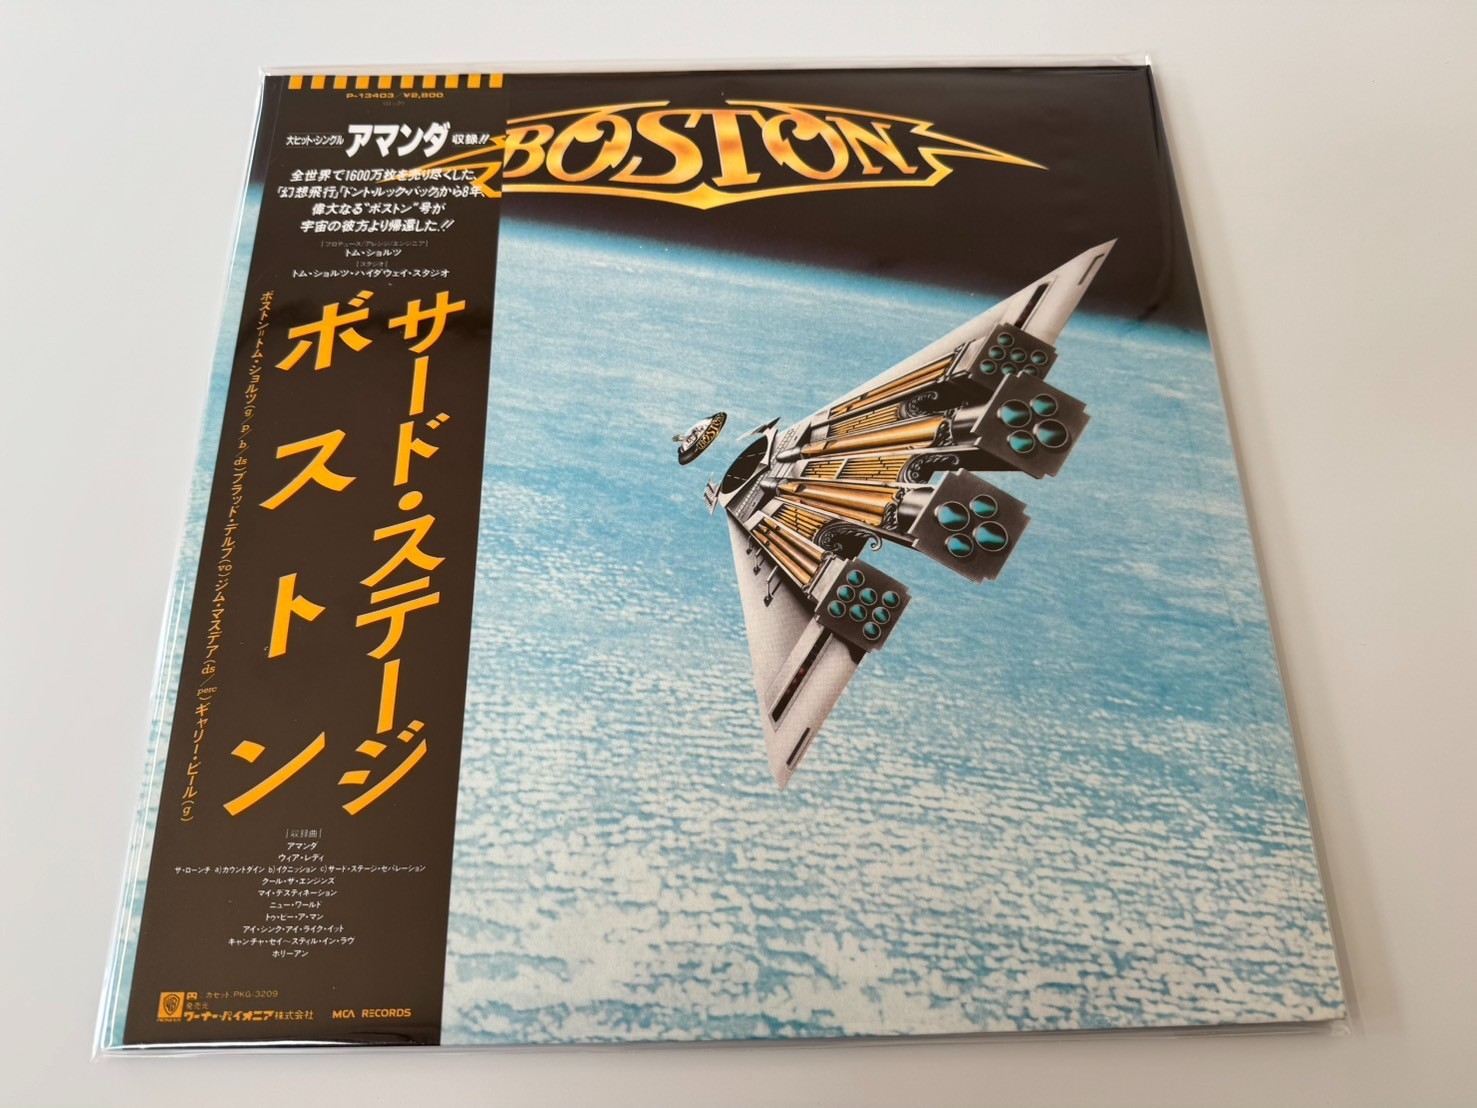 P-13403/¥2,800
大ヒット・シングル アマンダ 収録!!
全世界で1600万枚を売り尽くした、
「幻想飛行」「ドント・ルック・バック」から8年、
偉大なる"ボストン"号が
宇宙の彼方より帰還した!!
[プロデュース/アレンジ/エンジニア]
トム・ショルツ
[スタジオ]
トム・ショルツ・ハイダウェイ・スタジオ
サード・ステージ
ボストン
ボストン=トム・ショルツ(g/p/b/ds)ブラッド・デルプ(vo)ジム・マスデア(ds/perc)ギャリー・ピール(g)
[収録曲]
アマンダ
ウィア・レディ
ザ・ローンチ a)カウントダイン b)イグニッション c)サード・ステージ・セパレーション
クール・ザ・エンジンス
マイ・デスティネーション
ニュー・ワールド
トゥ・ビー・ア・マン
アイ・シンク・アイ・ライク・イット
キャンチャ・セイ〜スティル・イン・ラヴ
ホリーアン
カセット:PKG-3209
発売元
ワーナー・パイオニア株式会社
MCA RECORDS
BOSTON
BOSTON